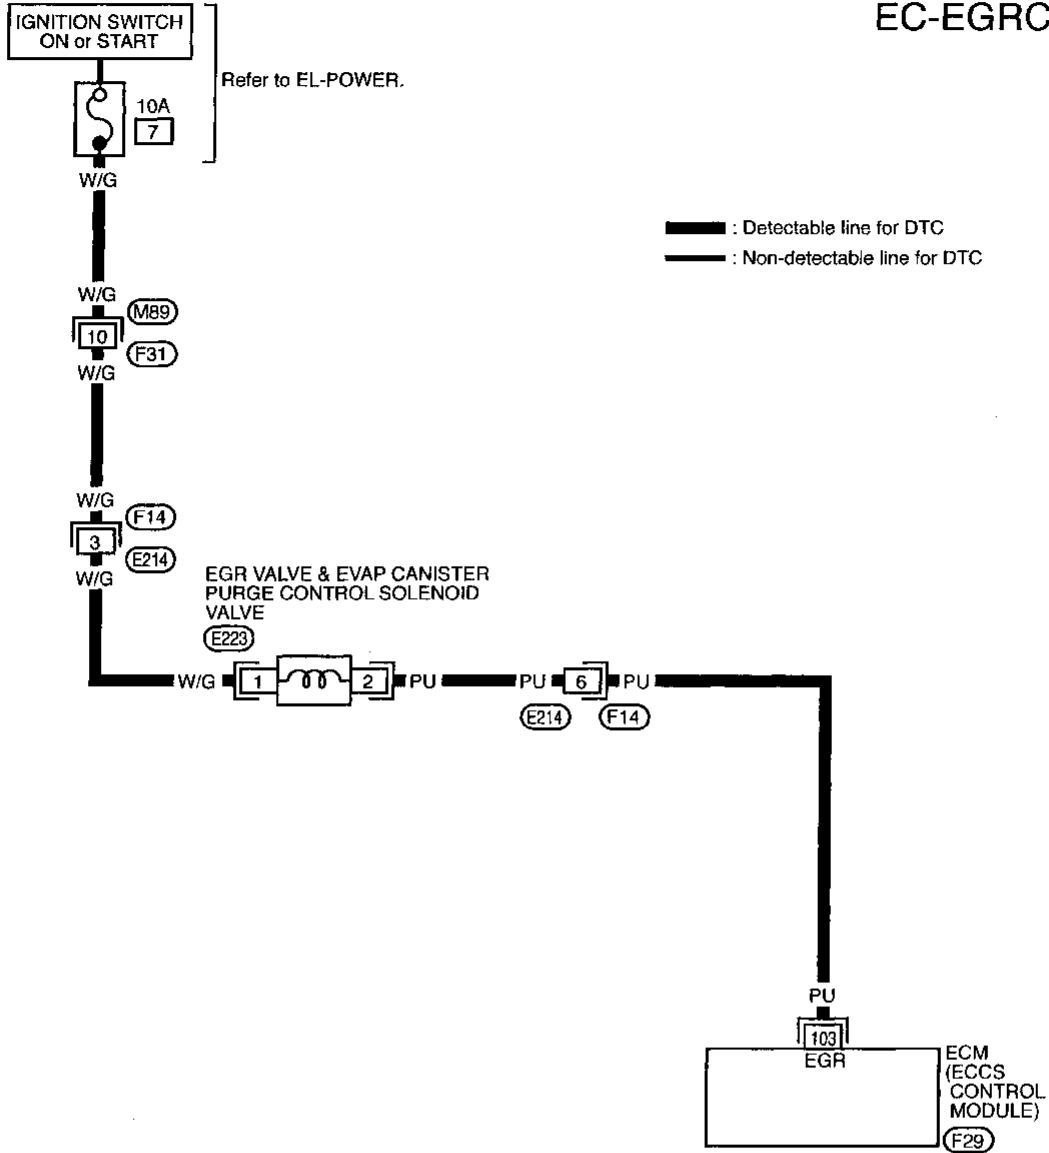 EC-EGRC
IGNITION SWITCH
ON or START
Refer to EL-POWER.
10A
7
W/G
: Detectable line for DTC
: Non-detectable line for DTC
W/G
M89
10
F31
W/G
W/G
F14
3
E214
W/G
EGR VALVE & EVAP CANISTER
PURGE CONTROL SOLENOID
VALVE
E223
W/G
1
2
PU
PU
6
PU
E214
F14
PU
103
EGR
ECM
(ECCS
CONTROL
MODULE)
F29